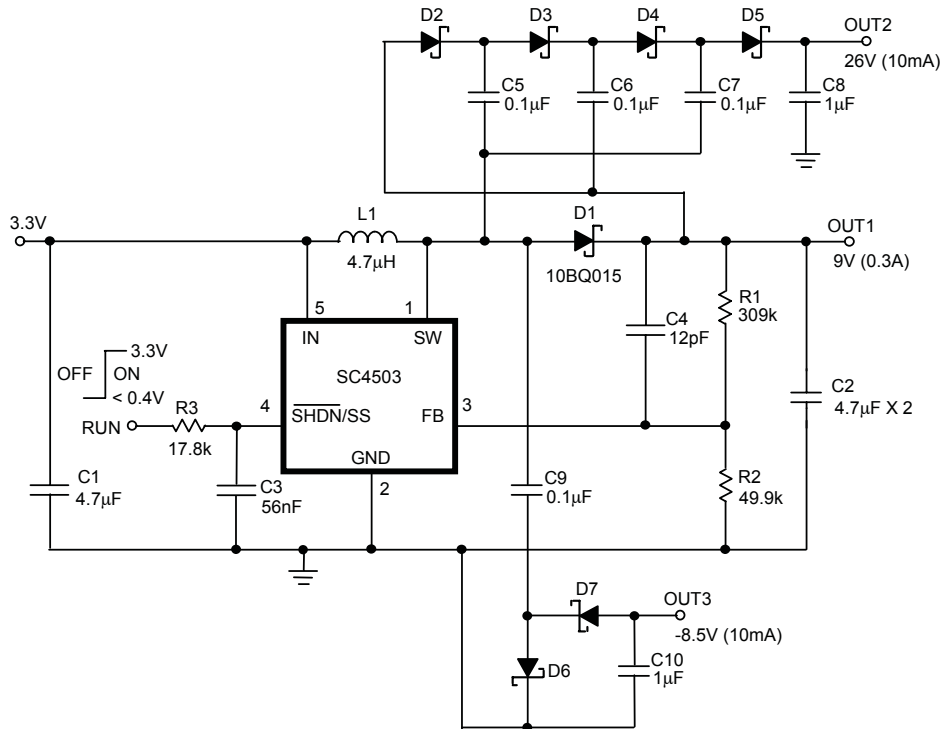 D2
D3
D4
D5
OUT2
26V (10mA)
C5
0.1µF
C6
0.1µF
C7
0.1µF
C8
1µF
3.3V
L1
4.7µH
D1
10BQ015
OUT1
9V (0.3A)
5
1
IN
SW
SC4503
4
SHDN/SS
FB
3
GND
2
C4
12pF
R1
309k
C2
4.7µF X 2
OFF
ON
3.3V
< 0.4V
RUN
R3
17.8k
C1
4.7µF
C3
56nF
C9
0.1µF
R2
49.9k
D7
OUT3
-8.5V (10mA)
D6
C10
1µF